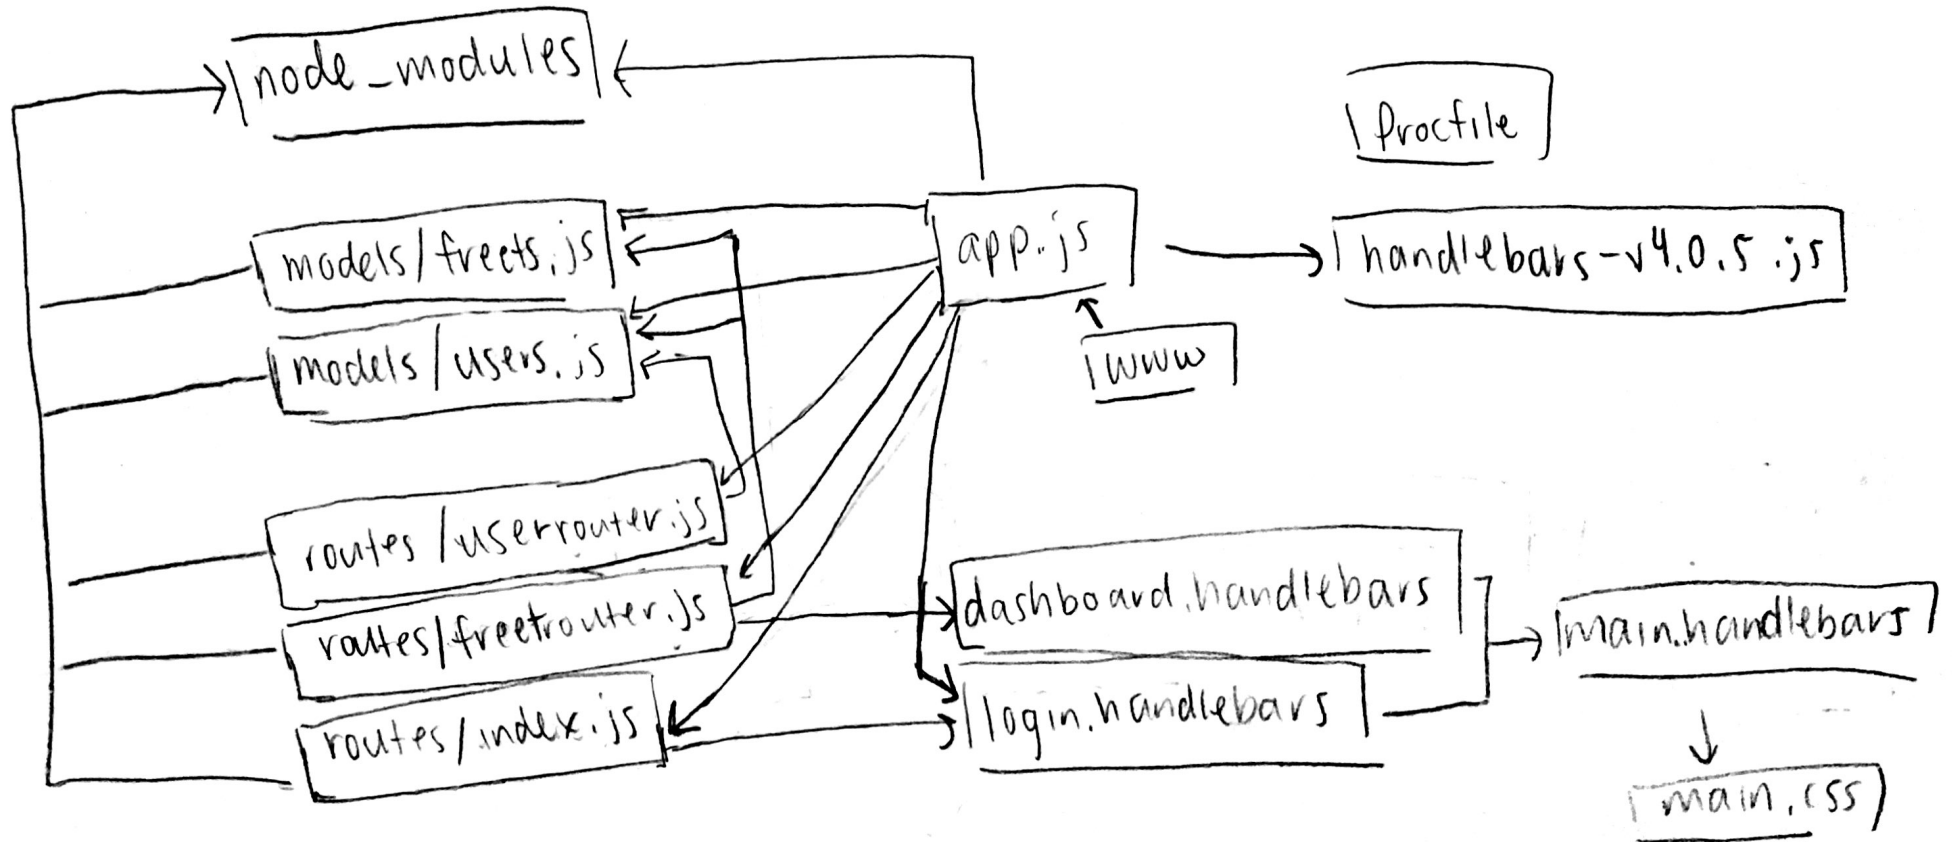 node_modules
Procfile
models/freets.js
app.js
handlebars-v4.0.5.js
models/users.js
www
routes/userrouter.js
dashboard.handlebars
routes/freetrouter.js
main.handlebars
login.handlebars
routes/index.js
main.css